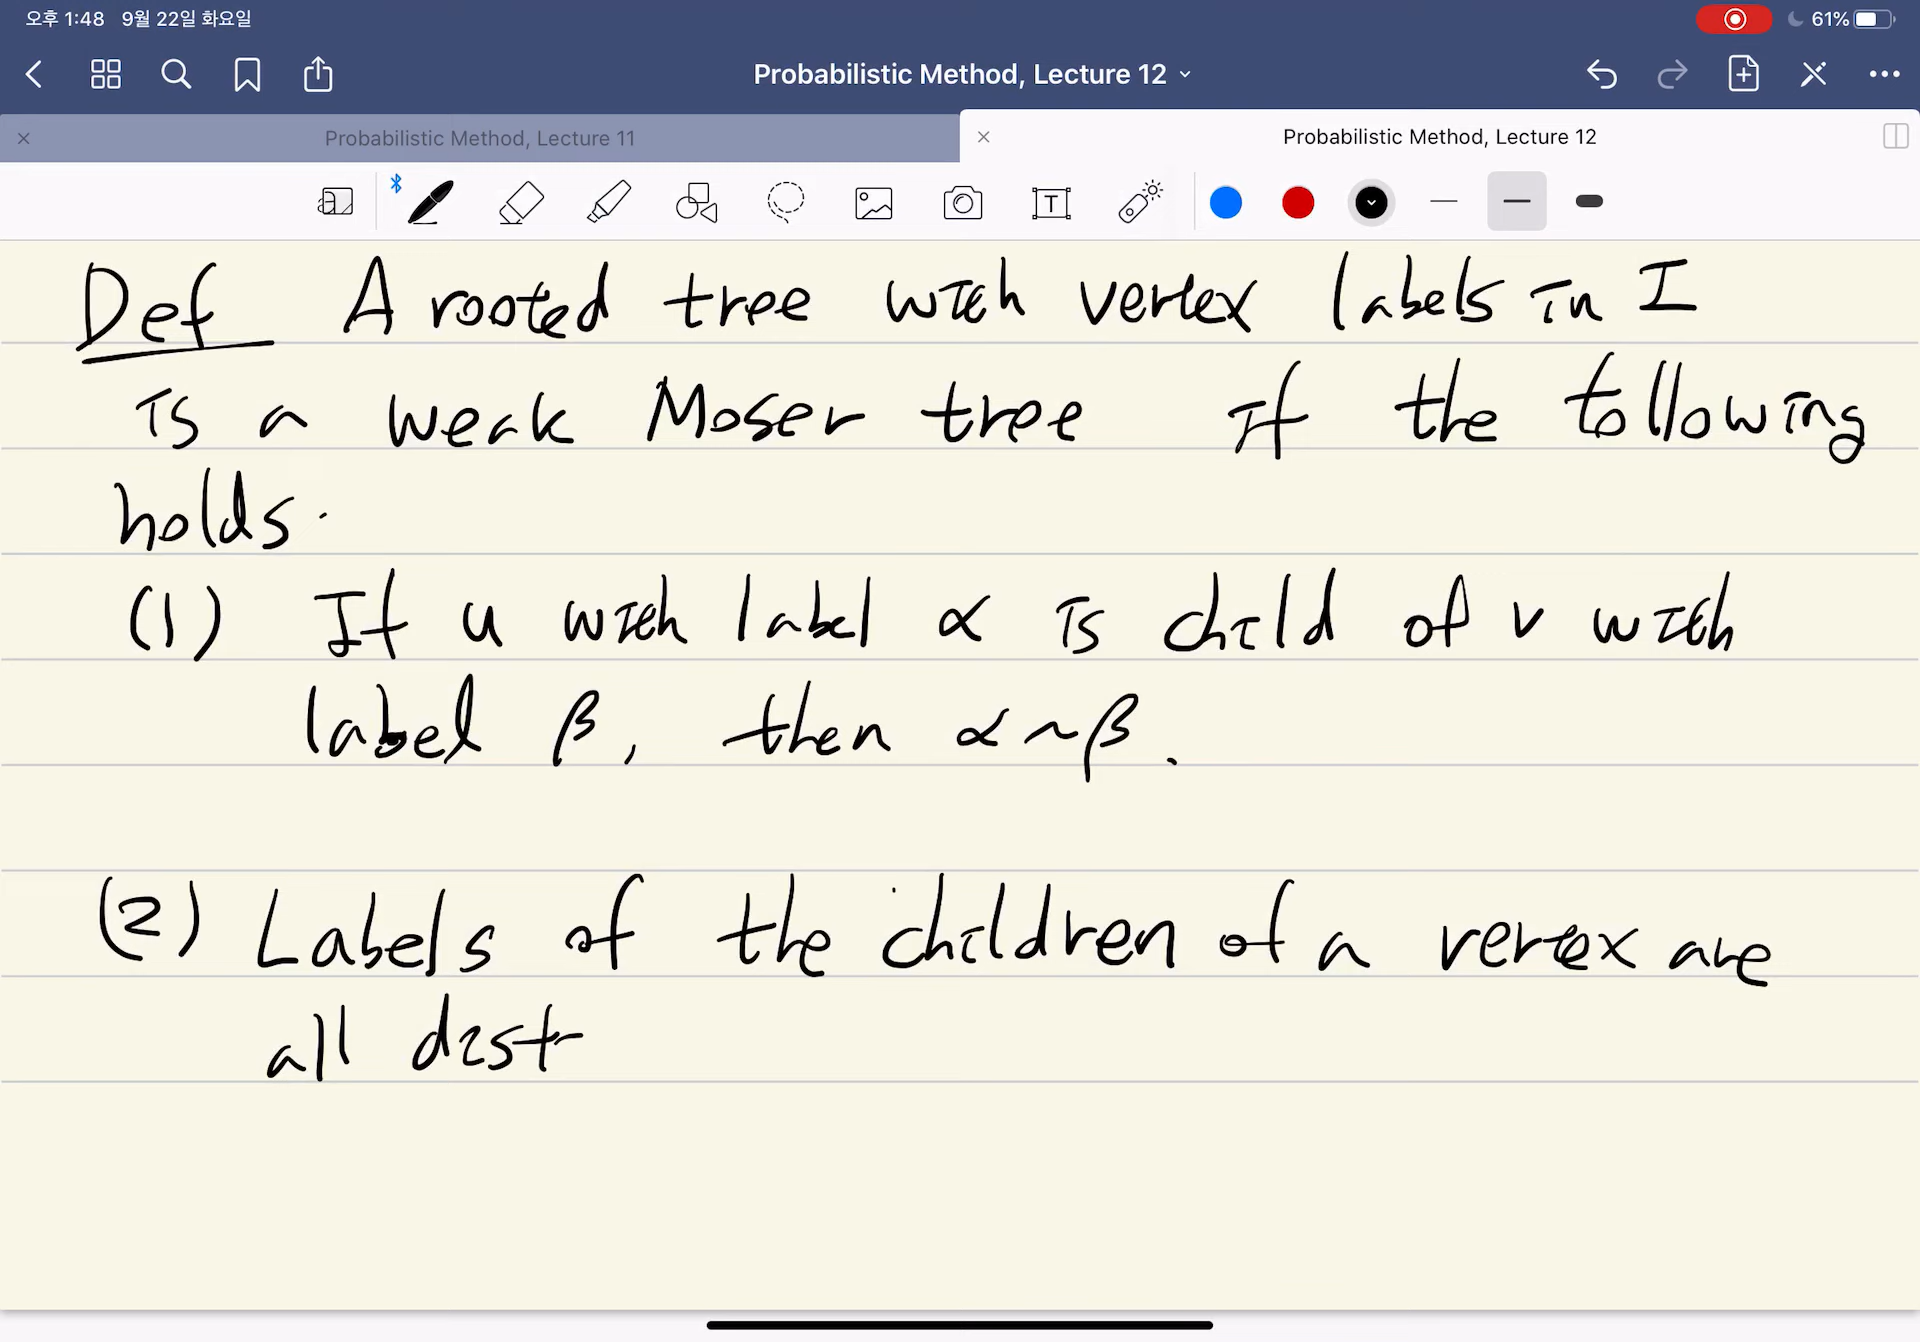 오후 1:48 9월 22일 화요일
61%
Probabilistic Method, Lecture 12
Probabilistic Method, Lecture 11
Probabilistic Method, Lecture 12
Def A rooted tree with vertex labels in I
is a weak Moser tree if the following
holds.
(1) If u with label α is child of v with
label β, then α~β.
(2) Labels of the children of a vertex are
all dist